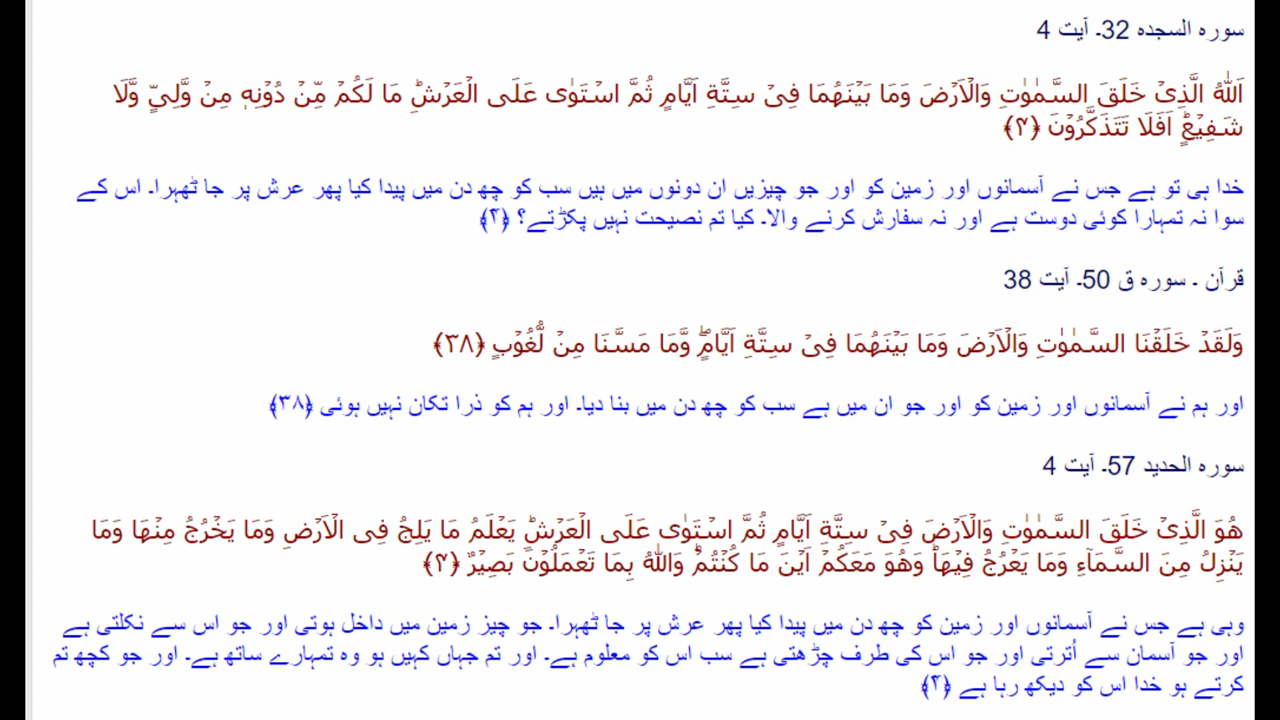 سورہ السجدہ 32۔ آیت 4
اَللّٰہُ الَّذِیۡ خَلَقَ السَّمٰوٰتِ وَالۡاَرۡضَ وَمَا بَیۡنَہُمَا فِیۡ سِتَّۃِ اَیَّامٍ ثُمَّ اسۡتَوٰی عَلَی الۡعَرۡشِؕ مَا لَکُمۡ مِّنۡ دُوۡنِہٖ مِنۡ وَّلِیٍّ وَّلَا
شَفِیۡعٍؕ اَفَلَا تَتَذَکَّرُوۡنَ ﴿۴﴾
خدا ہی تو ہے جس نے آسمانوں اور زمین کو اور جو چیزیں ان دونوں میں ہیں سب کو چھ دن میں پیدا کیا پھر عرش پر جا ٹھہرا۔ اس کے
سوا نہ تمہارا کوئی دوست ہے اور نہ سفارش کرنے والا۔ کیا تم نصیحت نہیں پکڑتے؟ ﴿۴﴾
قرآن ۔ سورہ ق 50۔ آیت 38
وَلَقَدۡ خَلَقۡنَا السَّمٰوٰتِ وَالۡاَرۡضَ وَمَا بَیۡنَہُمَا فِیۡ سِتَّۃِ اَیَّامٍ٭ۖ وَّمَا مَسَّنَا مِنۡ لُّغُوۡبٍ ﴿۳۸﴾
اور ہم نے آسمانوں اور زمین کو اور جو ان میں ہے سب کو چھ دن میں بنا دیا۔ اور ہم کو ذرا تکان نہیں ہوئی ﴿۳۸﴾
سورہ الحدید 57۔ آیت 4
ہُوَ الَّذِیۡ خَلَقَ السَّمٰوٰتِ وَالۡاَرۡضَ فِیۡ سِتَّۃِ اَیَّامٍ ثُمَّ اسۡتَوٰی عَلَی الۡعَرۡشِؕ یَعۡلَمُ مَا یَلِجُ فِی الۡاَرۡضِ وَمَا یَخۡرُجُ مِنۡہَا وَمَا
یَنۡزِلُ مِنَ السَّمَآءِ وَمَا یَعۡرُجُ فِیۡہَاؕ وَہُوَ مَعَکُمۡ اَیۡنَ مَا کُنۡتُمۡؕ وَاللّٰہُ بِمَا تَعۡمَلُوۡنَ بَصِیۡرٌ ﴿۴﴾
وہی ہے جس نے آسمانوں اور زمین کو چھ دن میں پیدا کیا پھر عرش پر جا ٹھہرا۔ جو چیز زمین میں داخل ہوتی اور جو اس سے نکلتی ہے
اور جو آسمان سے اُترتی اور جو اس کی طرف چڑھتی ہے سب اس کو معلوم ہے۔ اور تم جہاں کہیں ہو وہ تمہارے ساتھ ہے۔ اور جو کچھ تم
کرتے ہو خدا اس کو دیکھ رہا ہے ﴿۴﴾